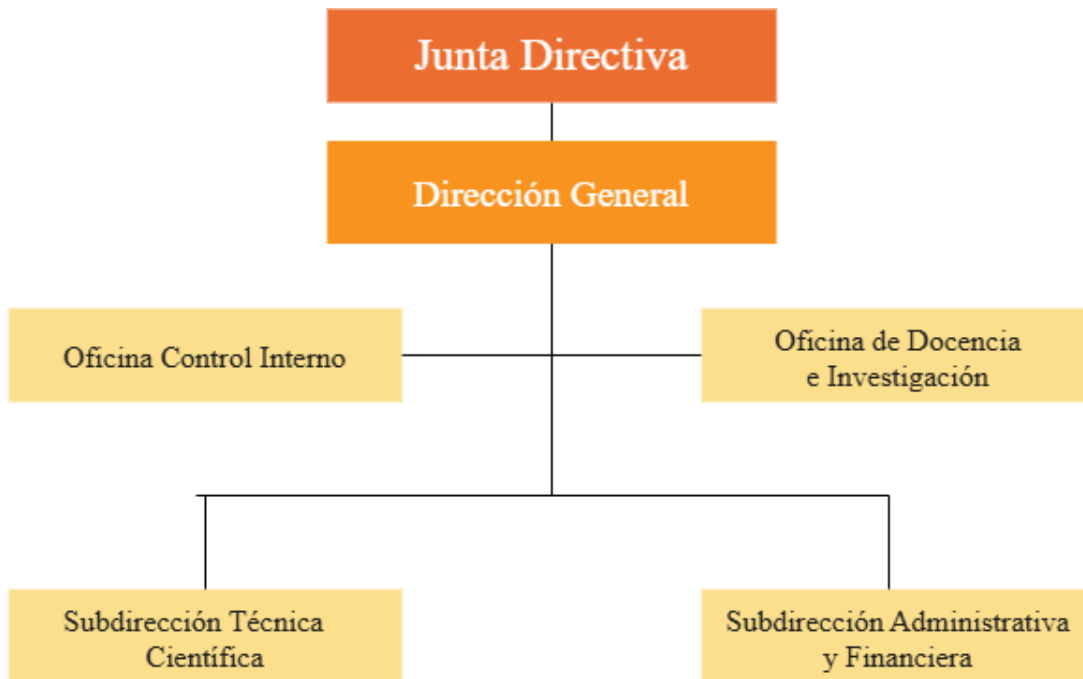 Junta Directiva
Dirección General
Oficina Control Interno
Oficina de Docencia
e Investigación
Subdirección Técnica
Científica
Subdirección Administrativa
y Financiera